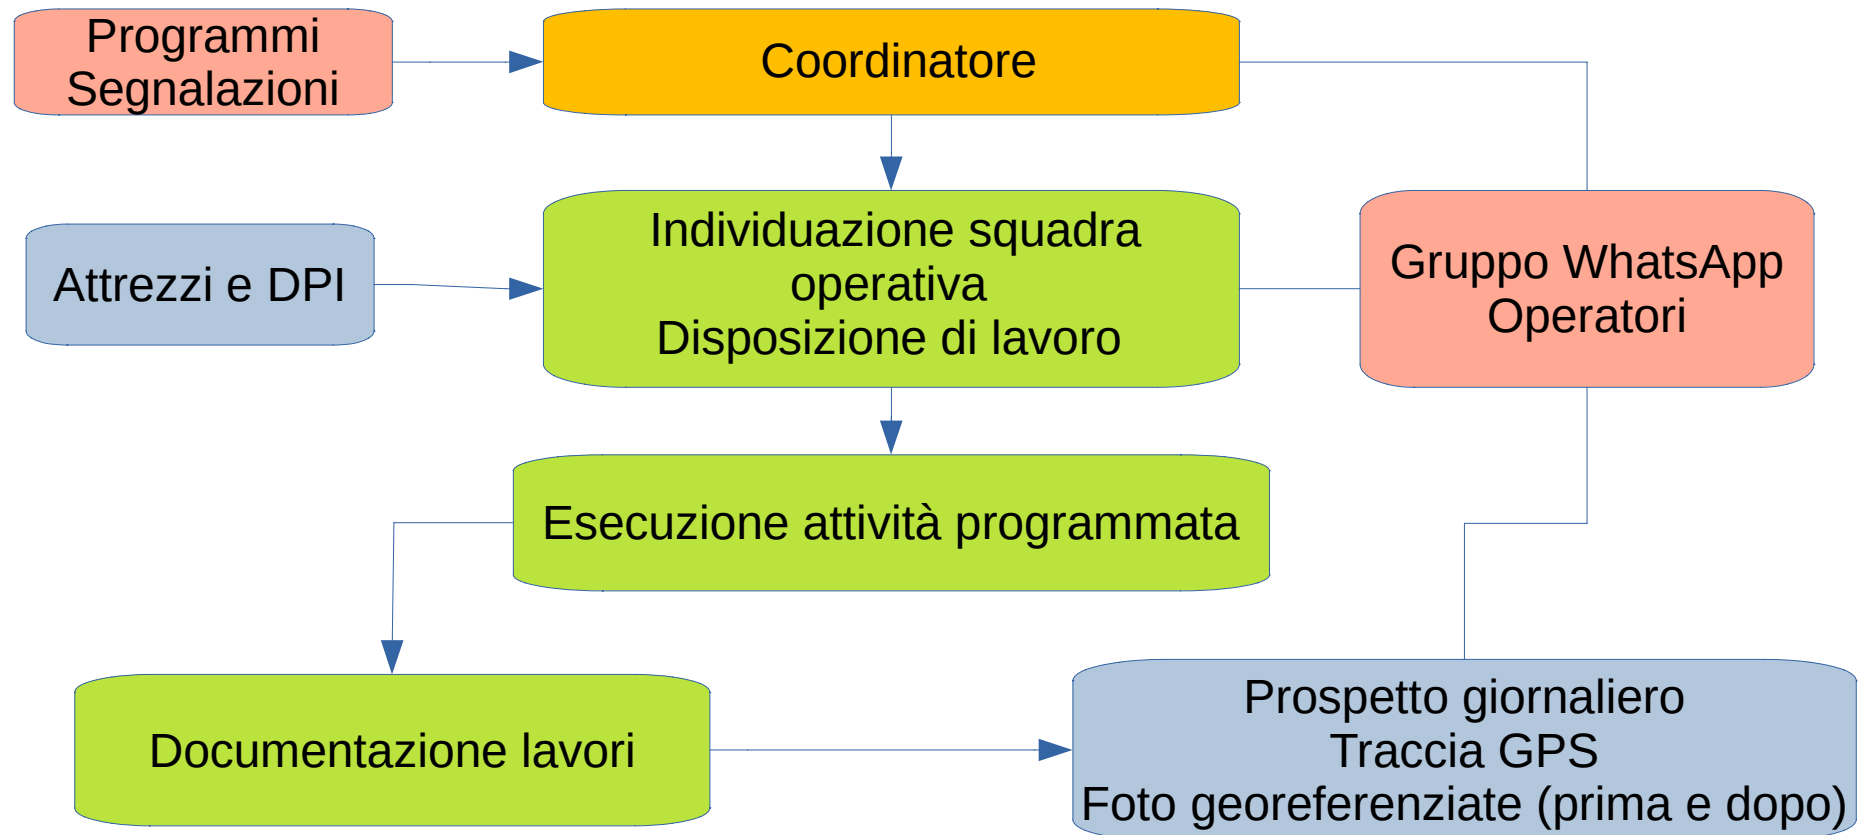 Programmi
Segnalazioni
Coordinatore
Individuazione squadra
operativa
Disposizione di lavoro
Attrezzi e DPI
Gruppo WhatsApp
Operatori
Esecuzione attività programmata
Documentazione lavori
Prospetto giornaliero
Traccia GPS
Foto georeferenziate (prima e dopo)